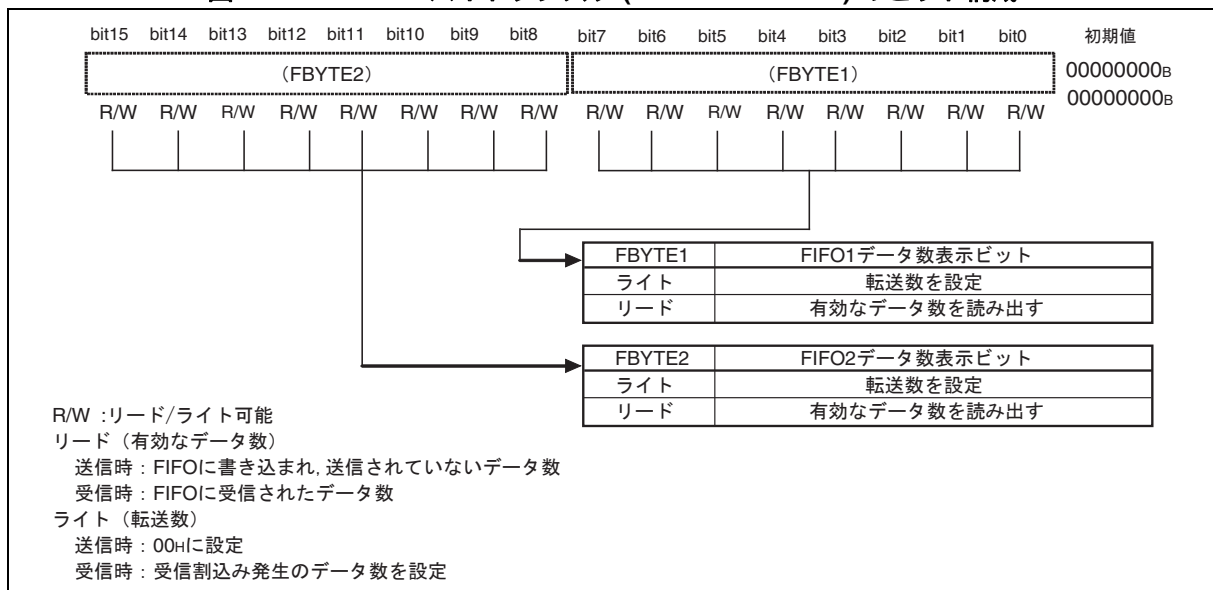 bit15 bit14 bit13 bit12 bit11 bit10 bit9 bit8 bit7 bit6 bit5 bit4 bit3 bit2 bit1 bit0 初期値
(FBYTE2) (FBYTE1) 00000000B
00000000B
R/W R/W R/W R/W R/W R/W R/W R/W R/W R/W R/W R/W R/W R/W R/W R/W
FBYTE1 FIFO1データ数表示ビット
ライト 転送数を設定
リード 有効なデータ数を読み出す
FBYTE2 FIFO2データ数表示ビット
ライト 転送数を設定
リード 有効なデータ数を読み出す
R/W :リード/ライト可能
リード（有効なデータ数）
送信時：FIFOに書き込まれ, 送信されていないデータ数
受信時：FIFOに受信されたデータ数
ライト（転送数）
送信時：00Hに設定
受信時：受信割込み発生のデータ数を設定